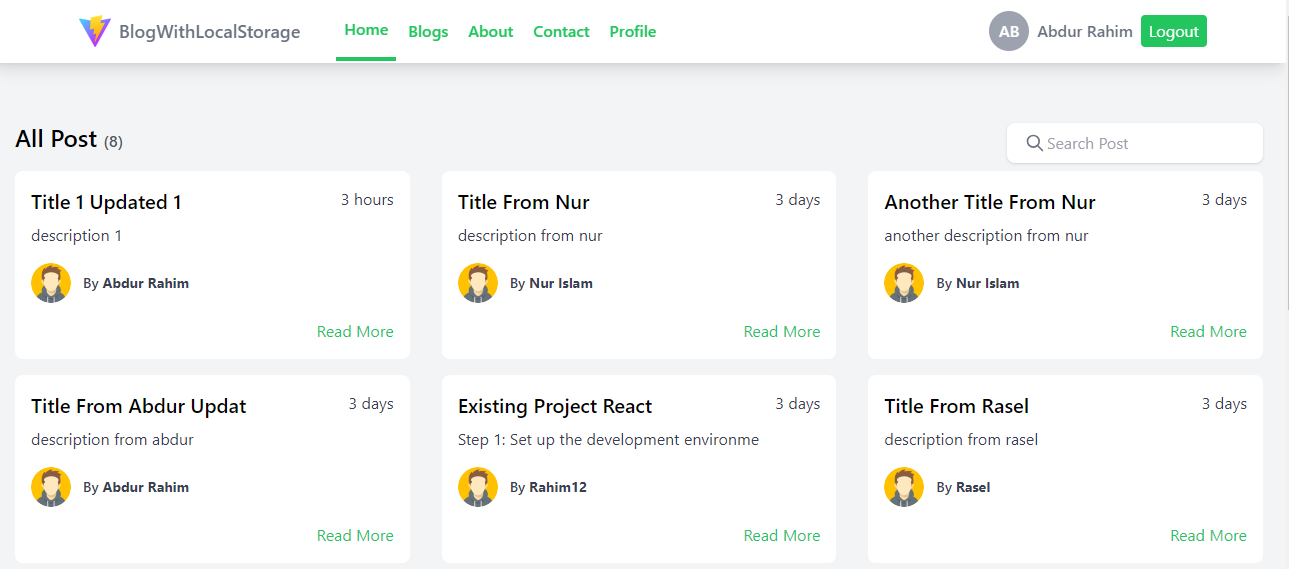 BlogWithLocalStorage Home Blogs About Contact Profile AB Abdur Rahim Logout
All Post (8) Search Post
Title 1 Updated 1 3 hours
description 1
By Abdur Rahim
Read More
Title From Nur 3 days
description from nur
By Nur Islam
Read More
Another Title From Nur 3 days
another description from nur
By Nur Islam
Read More
Title From Abdur Updat 3 days
description from abdur
By Abdur Rahim
Read More
Existing Project React 3 days
Step 1: Set up the development environme
By Rahim12
Read More
Title From Rasel 3 days
description from rasel
By Rasel
Read More